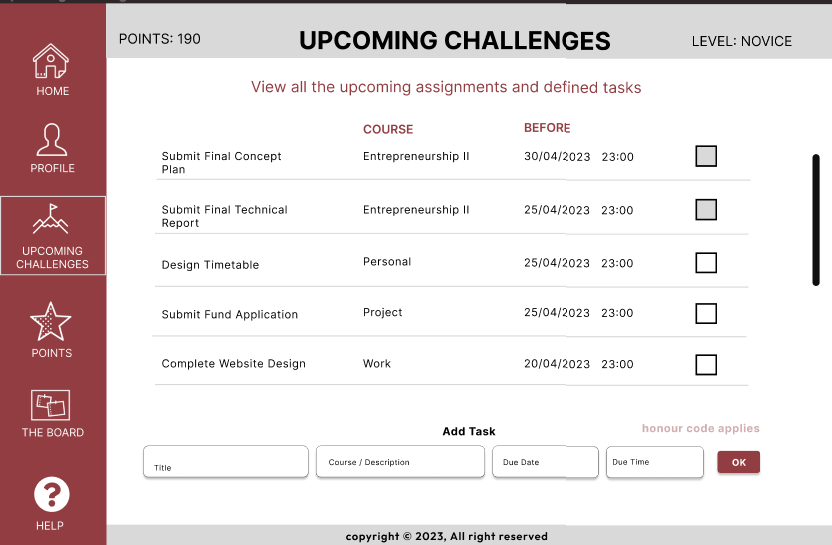 POINTS: 190
UPCOMING CHALLENGES
LEVEL: NOVICE
HOME
PROFILE
UPCOMING
CHALLENGES
POINTS
THE BOARD
?
HELP
View all the upcoming assignments and defined tasks
COURSE BEFORE
Submit Final Concept
Plan
Entrepreneurship II 30/04/2023 23:00
Submit Final Technical
Report
Entrepreneurship II 25/04/2023 23:00
Design Timetable Personal 25/04/2023 23:00
Submit Fund Application Project 25/04/2023 23:00
Complete Website Design Work 20/04/2023 23:00
Add Task
honour code applies
Title Course / Description Due Date Due Time OK
copyright © 2023, All right reserved